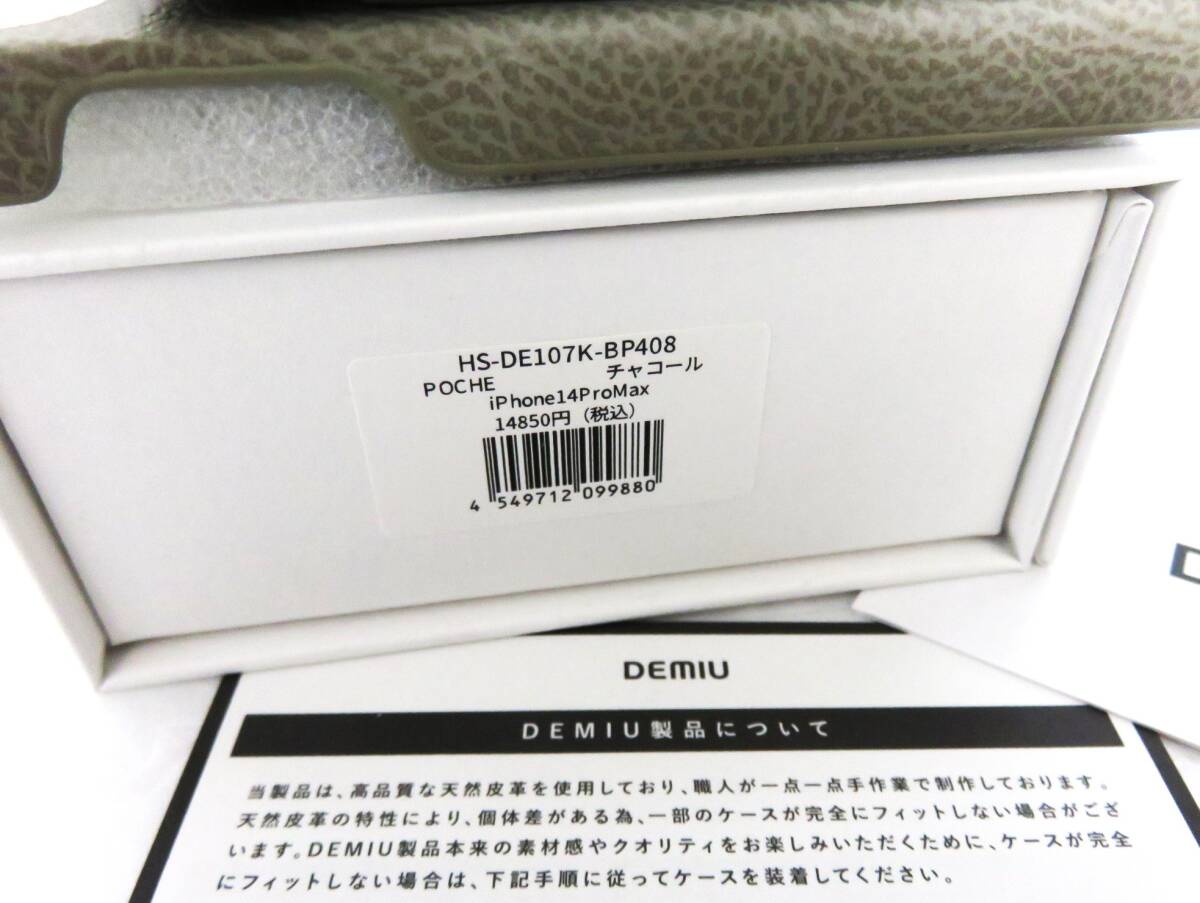 HS-DE107K-BP408
POCHE チャコール
iPhone14ProMax
14850円（税込）
4 549712 099880
D
DEMIU
DEMIU製品について
当製品は、高品質な天然皮革を使用しており、職人が一点一点手作業で制作しております。
天然皮革の特性により、個体差がある為、一部のケースが完全にフィットしない場合がござ
います。DEMIU製品本来の素材感やクオリティをお楽しみいただくために、ケースが完全
にフィットしない場合は、下記手順に従ってケースを装着してください。